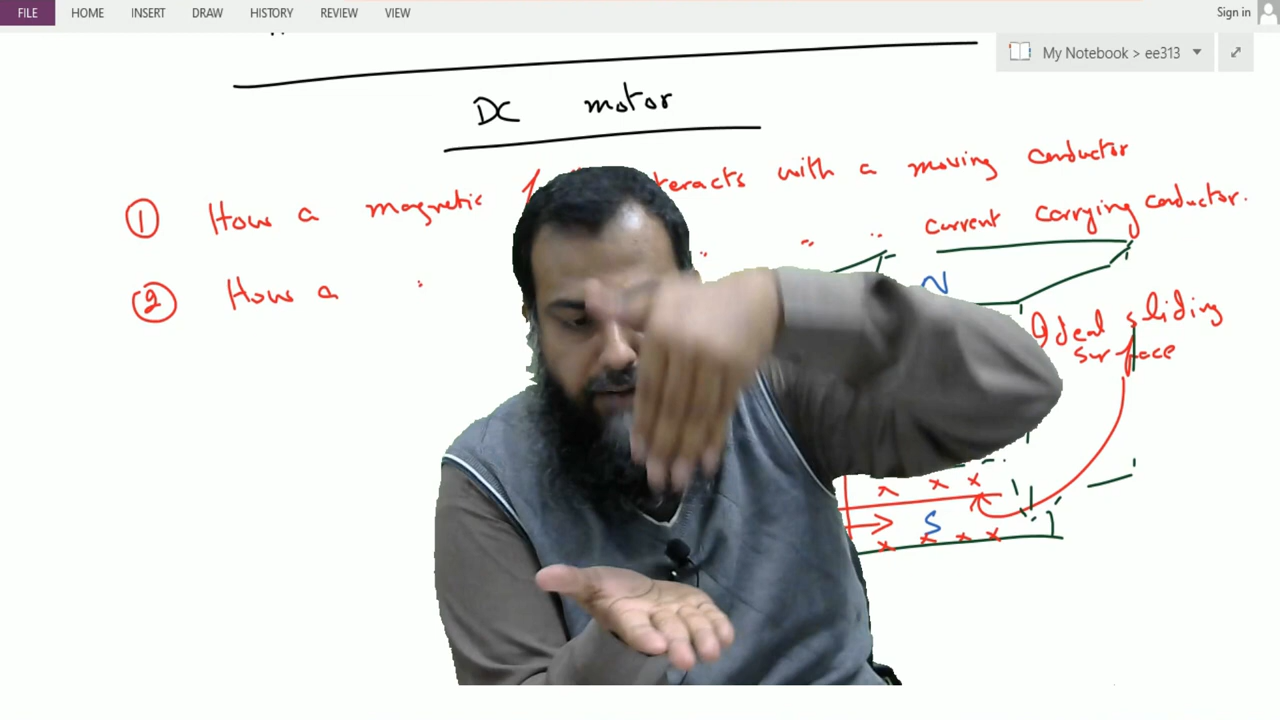 FILE HOME INSERT DRAW HISTORY REVIEW VIEW Sign in
My Notebook > ee313
DC motor
① How a magnetic teracts with a moving conductor
② How a " " " current carrying conductor.
N
Ideal sliding
surface
x x x
S
x x x x